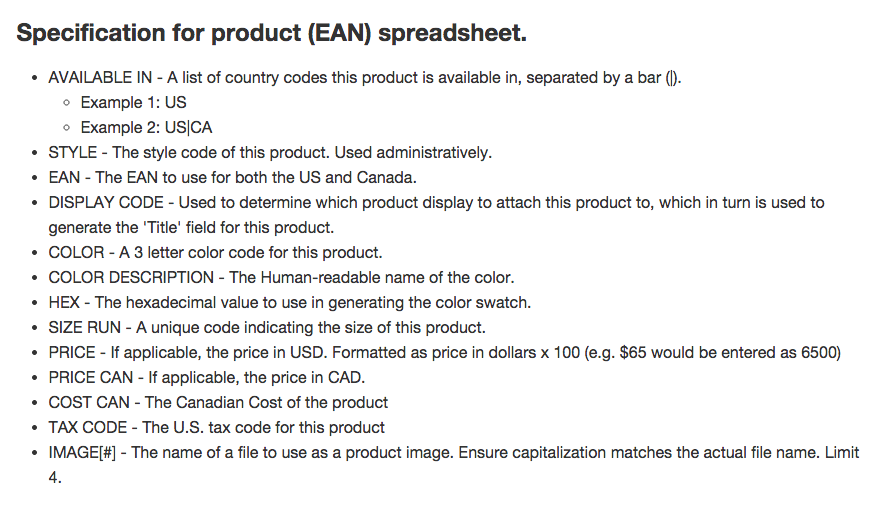 Specification for product (EAN) spreadsheet.
• AVAILABLE IN - A list of country codes this product is available in, separated by a bar (|).
◦ Example 1: US
◦ Example 2: US|CA
• STYLE - The style code of this product. Used administratively.
• EAN - The EAN to use for both the US and Canada.
• DISPLAY CODE - Used to determine which product display to attach this product to, which in turn is used to
generate the 'Title' field for this product.
• COLOR - A 3 letter color code for this product.
• COLOR DESCRIPTION - The Human-readable name of the color.
• HEX - The hexadecimal value to use in generating the color swatch.
• SIZE RUN - A unique code indicating the size of this product.
• PRICE - If applicable, the price in USD. Formatted as price in dollars x 100 (e.g. $65 would be entered as 6500)
• PRICE CAN - If applicable, the price in CAD.
• COST CAN - The Canadian Cost of the product
• TAX CODE - The U.S. tax code for this product
• IMAGE[#] - The name of a file to use as a product image. Ensure capitalization matches the actual file name. Limit
4.